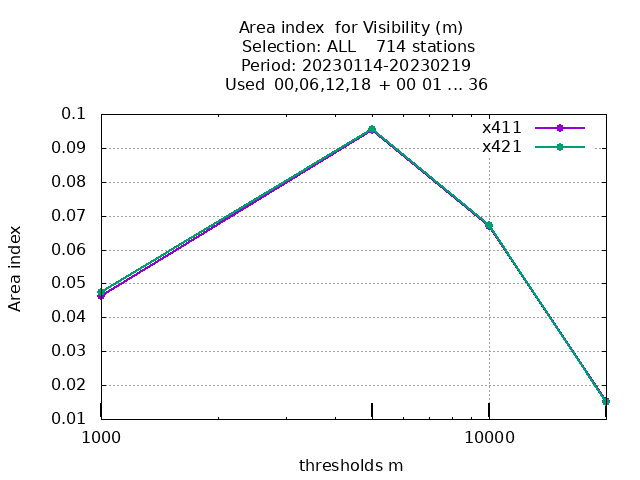 Area index for Visibility (m)
Selection: ALL 714 stations
Period: 20230114-20230219
Used 00,06,12,18 + 00 01 ... 36
x411
x421
0.1
0.09
0.08
0.07
0.06
0.05
0.04
0.03
0.02
0.01
Area index
1000
10000
thresholds m